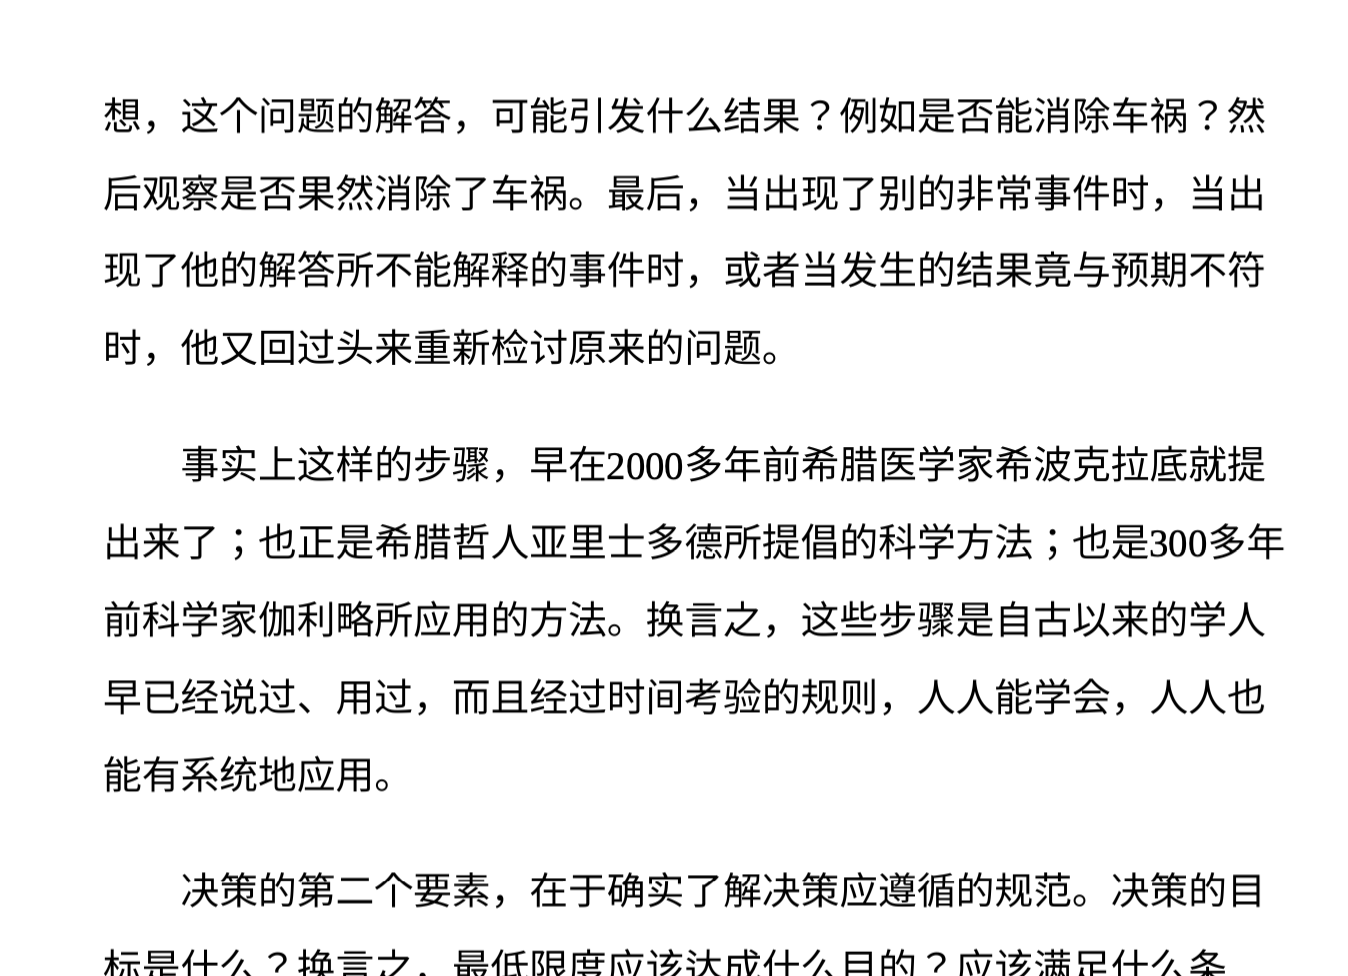 想，这个问题的解答，可能引发什么结果？例如是否能消除车祸？然
后观察是否果然消除了车祸。最后，当出现了别的非常事件时，当出
现了他的解答所不能解释的事件时，或者当发生的结果竟与预期不符
时，他又回过头来重新检讨原来的问题。
事实上这样的步骤，早在2000多年前希腊医学家希波克拉底就提
出来了；也正是希腊哲人亚里士多德所提倡的科学方法；也是300多年
前科学家伽利略所应用的方法。换言之，这些步骤是自古以来的学人
早已经说过、用过，而且经过时间考验的规则，人人能学会，人人也
能有系统地应用。
决策的第二个要素，在于确实了解决策应遵循的规范。决策的目
标是什么？换言之，最低限度应该达成什么目的？应该满足什么条